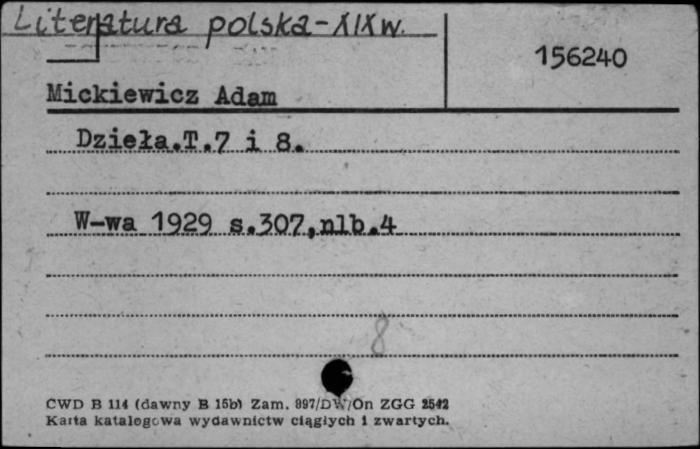 Literatura polska-XIXw.
156240
Mickiewicz Adam
Dzieła.T.7 i 8.
W-wa 1929 s.307,nlb.4
8
CWD B 114 (dawny B 15b) Zam. 897/DW/On ZGG 2542
Karta katalogowa wydawnictw ciągłych i zwartych.